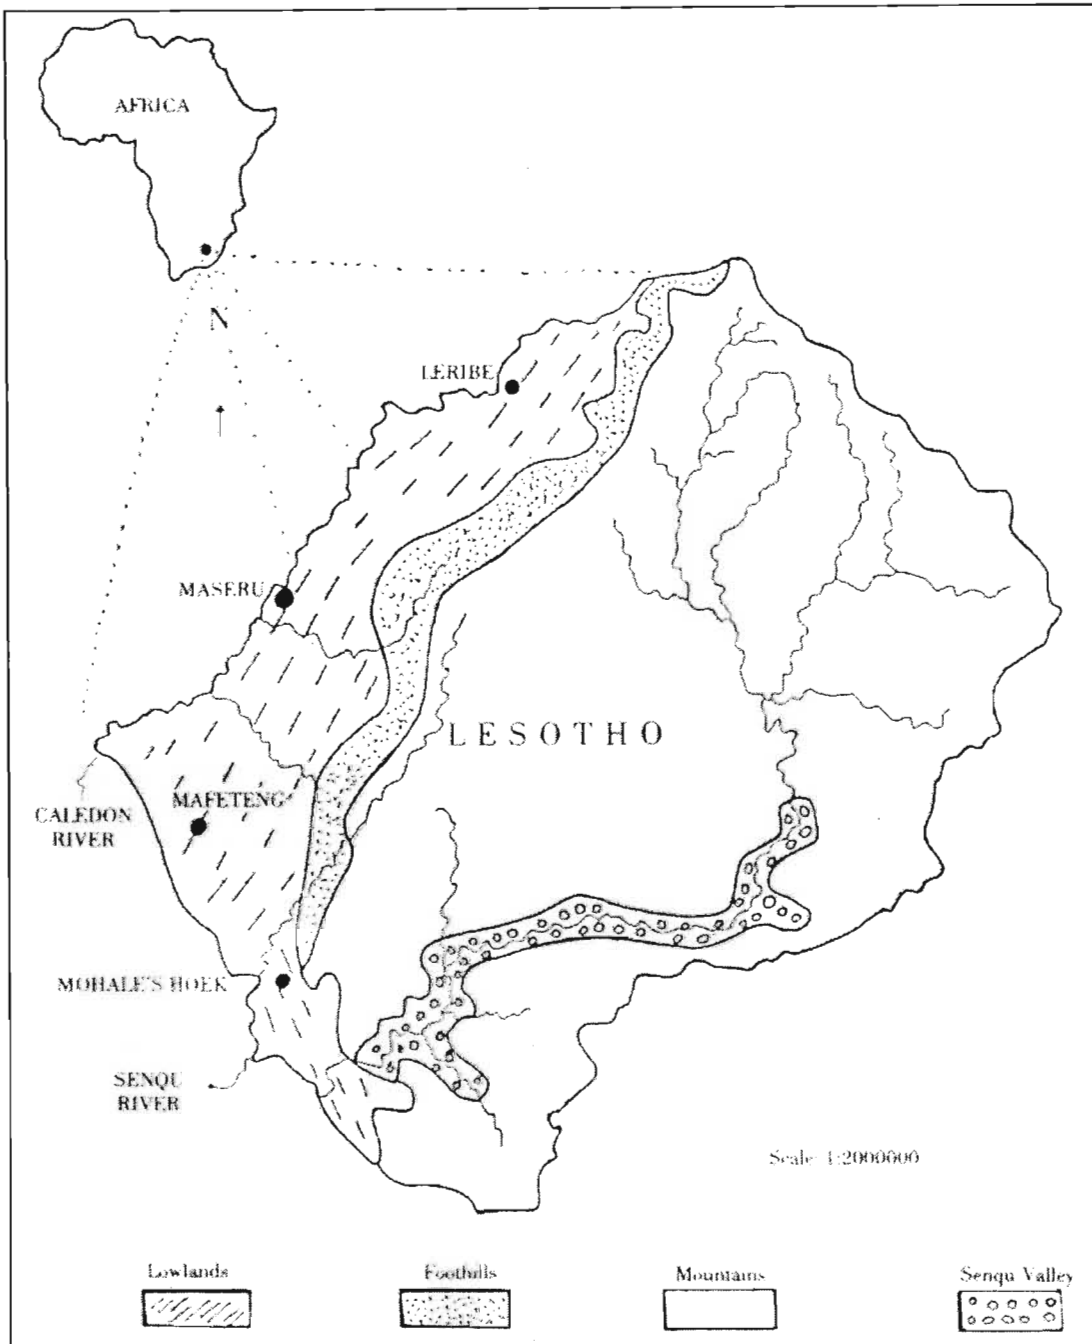 AFRICA
N
LERIBE
MASERU
LESOTHO
MAFETENG
CALEDON
RIVER
MOHALE'S HOEK
SENQU
RIVER
Scale 1:2000000
Lowlands
Foothills
Mountains
Senqu Valley